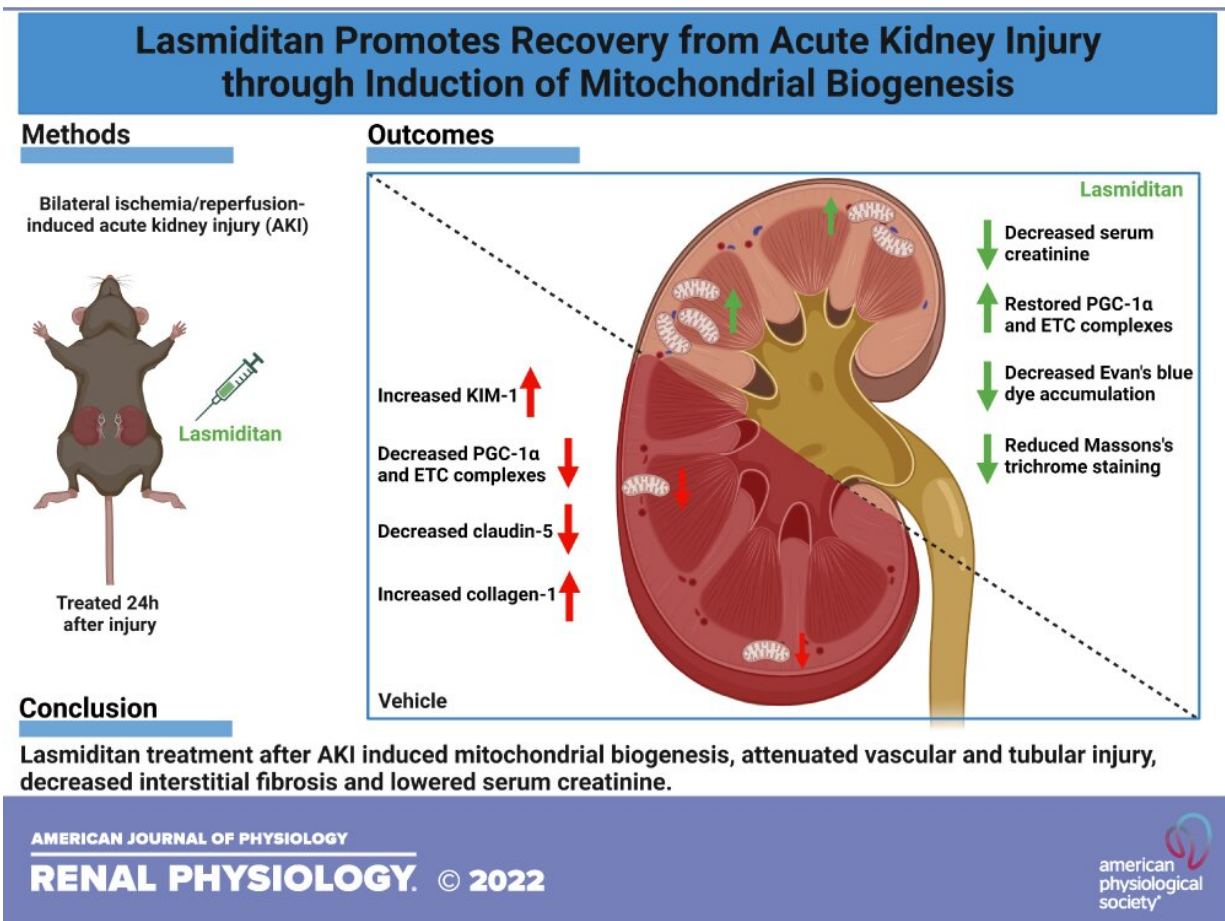 Lasmiditan Promotes Recovery from Acute Kidney Injury
through Induction of Mitochondrial Biogenesis
Methods
Bilateral ischemia/reperfusion-
induced acute kidney injury (AKI)
Lasmiditan
Treated 24h
after injury
Outcomes
Lasmiditan
Decreased serum
creatinine
Restored PGC-1α
and ETC complexes
Decreased Evan's blue
dye accumulation
Reduced Massons's
trichrome staining
Increased KIM-1
Decreased PGC-1α
and ETC complexes
Decreased claudin-5
Increased collagen-1
Vehicle
Conclusion
Lasmiditan treatment after AKI induced mitochondrial biogenesis, attenuated vascular and tubular injury,
decreased interstitial fibrosis and lowered serum creatinine.
AMERICAN JOURNAL OF PHYSIOLOGY
RENAL PHYSIOLOGY. © 2022
american
physiological
society